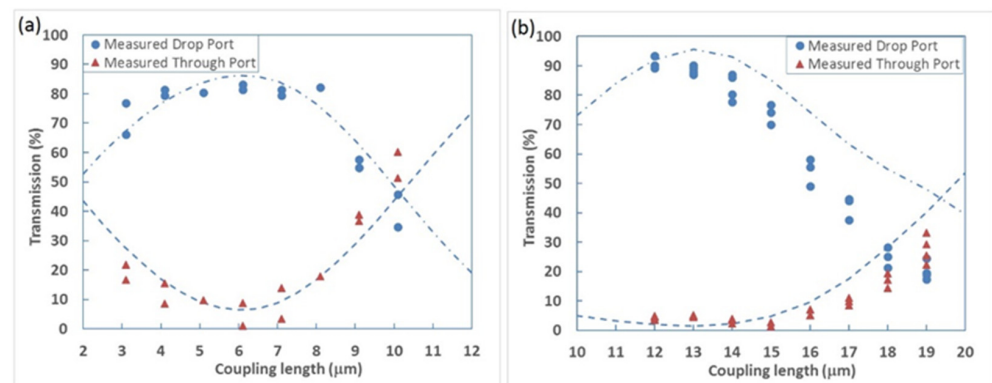 (a)
100
90
80
70
60
50
40
30
20
10
0
Transmission (%)
Measured Drop Port
Measured Through Port
2 3 4 5 6 7 8 9 10 11 12
Coupling length (μm)
(b)
100
90
80
70
60
50
40
30
20
10
0
Transmission (%)
Measured Drop Port
Measured Through Port
10 11 12 13 14 15 16 17 18 19 20
Coupling length (μm)